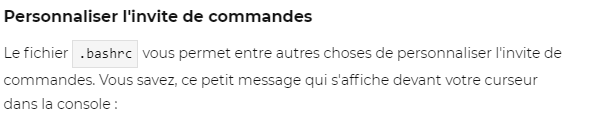 Personnaliser l'invite de commandes
Le fichier .bashrc vous permet entre autres choses de personnaliser l'invite de
commandes. Vous savez, ce petit message qui s'affiche devant votre curseur
dans la console :